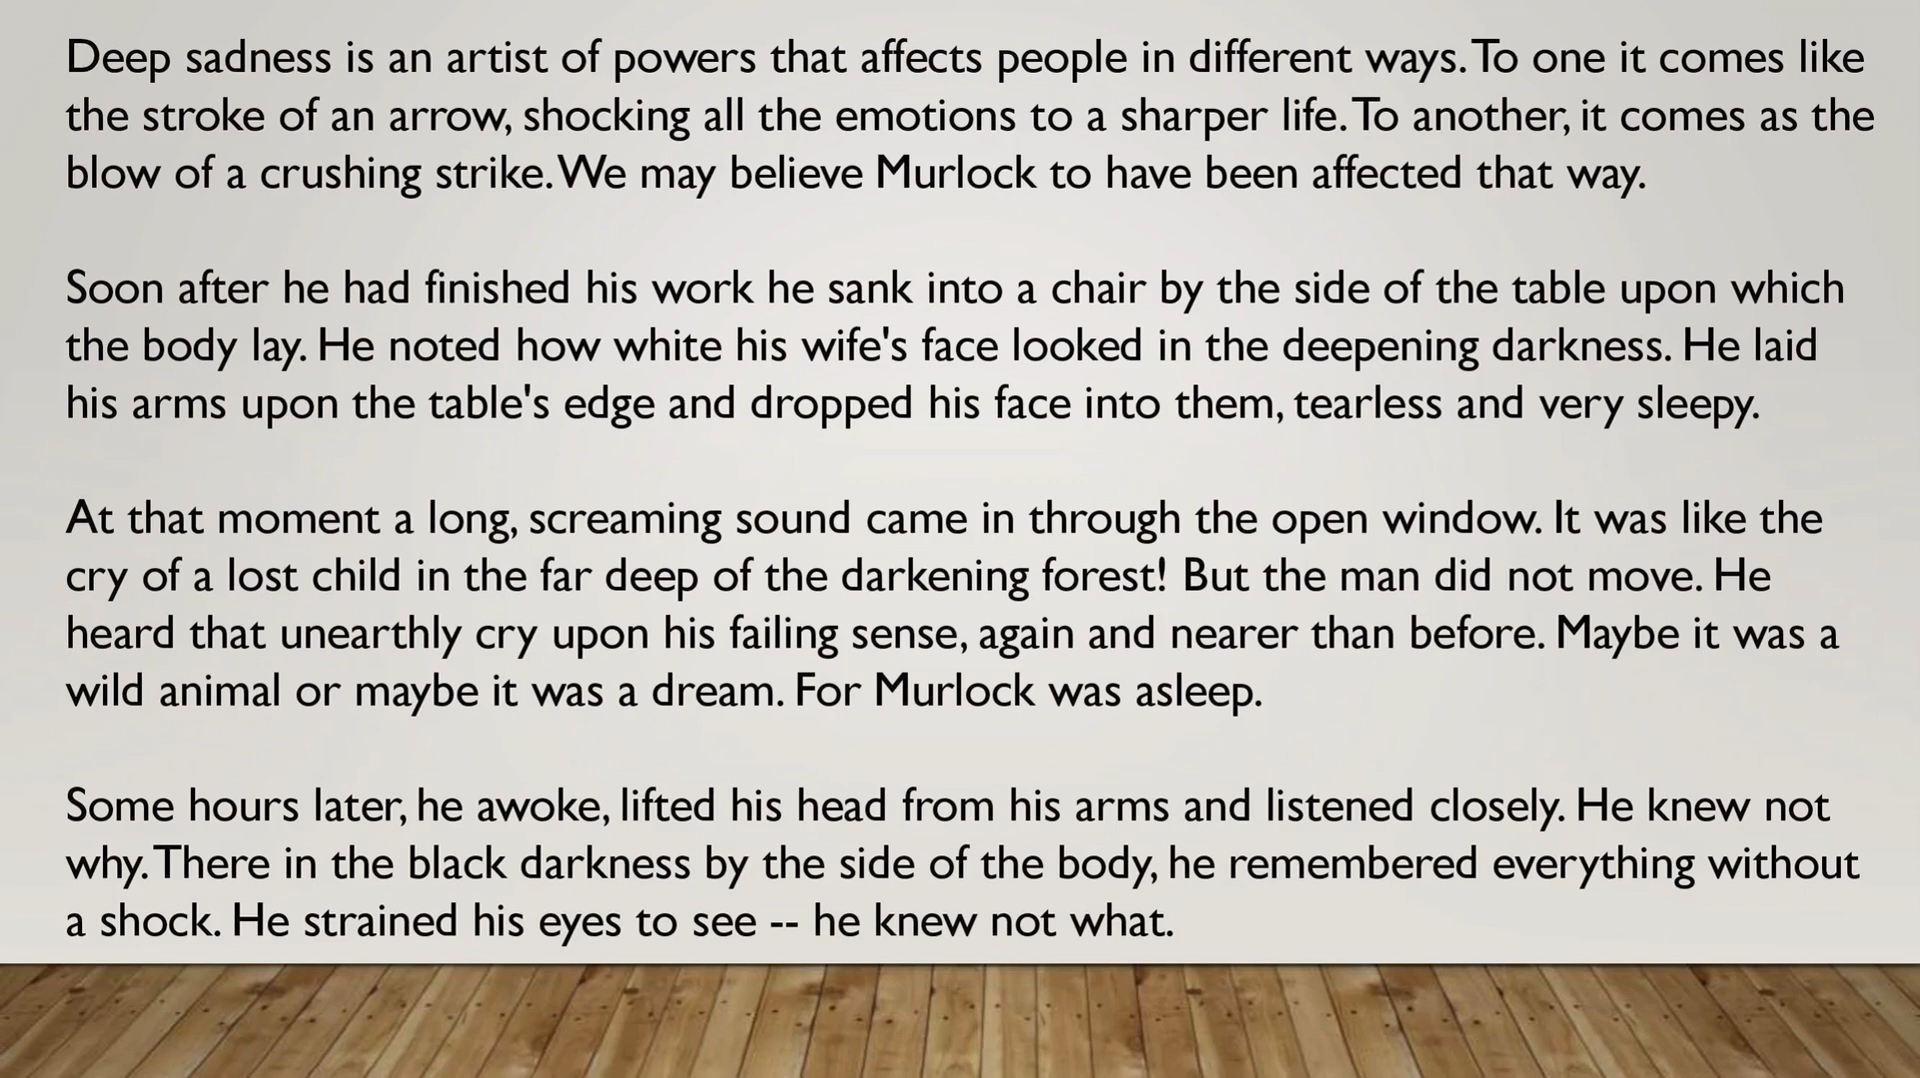 Deep sadness is an artist of powers that affects people in different ways. To one it comes like
the stroke of an arrow, shocking all the emotions to a sharper life. To another, it comes as the
blow of a crushing strike. We may believe Murlock to have been affected that way.
Soon after he had finished his work he sank into a chair by the side of the table upon which
the body lay. He noted how white his wife's face looked in the deepening darkness. He laid
his arms upon the table's edge and dropped his face into them, tearless and very sleepy.
At that moment a long, screaming sound came in through the open window. It was like the
cry of a lost child in the far deep of the darkening forest! But the man did not move. He
heard that unearthly cry upon his failing sense, again and nearer than before. Maybe it was a
wild animal or maybe it was a dream. For Murlock was asleep.
Some hours later, he awoke, lifted his head from his arms and listened closely. He knew not
why. There in the black darkness by the side of the body, he remembered everything without
a shock. He strained his eyes to see -- he knew not what.